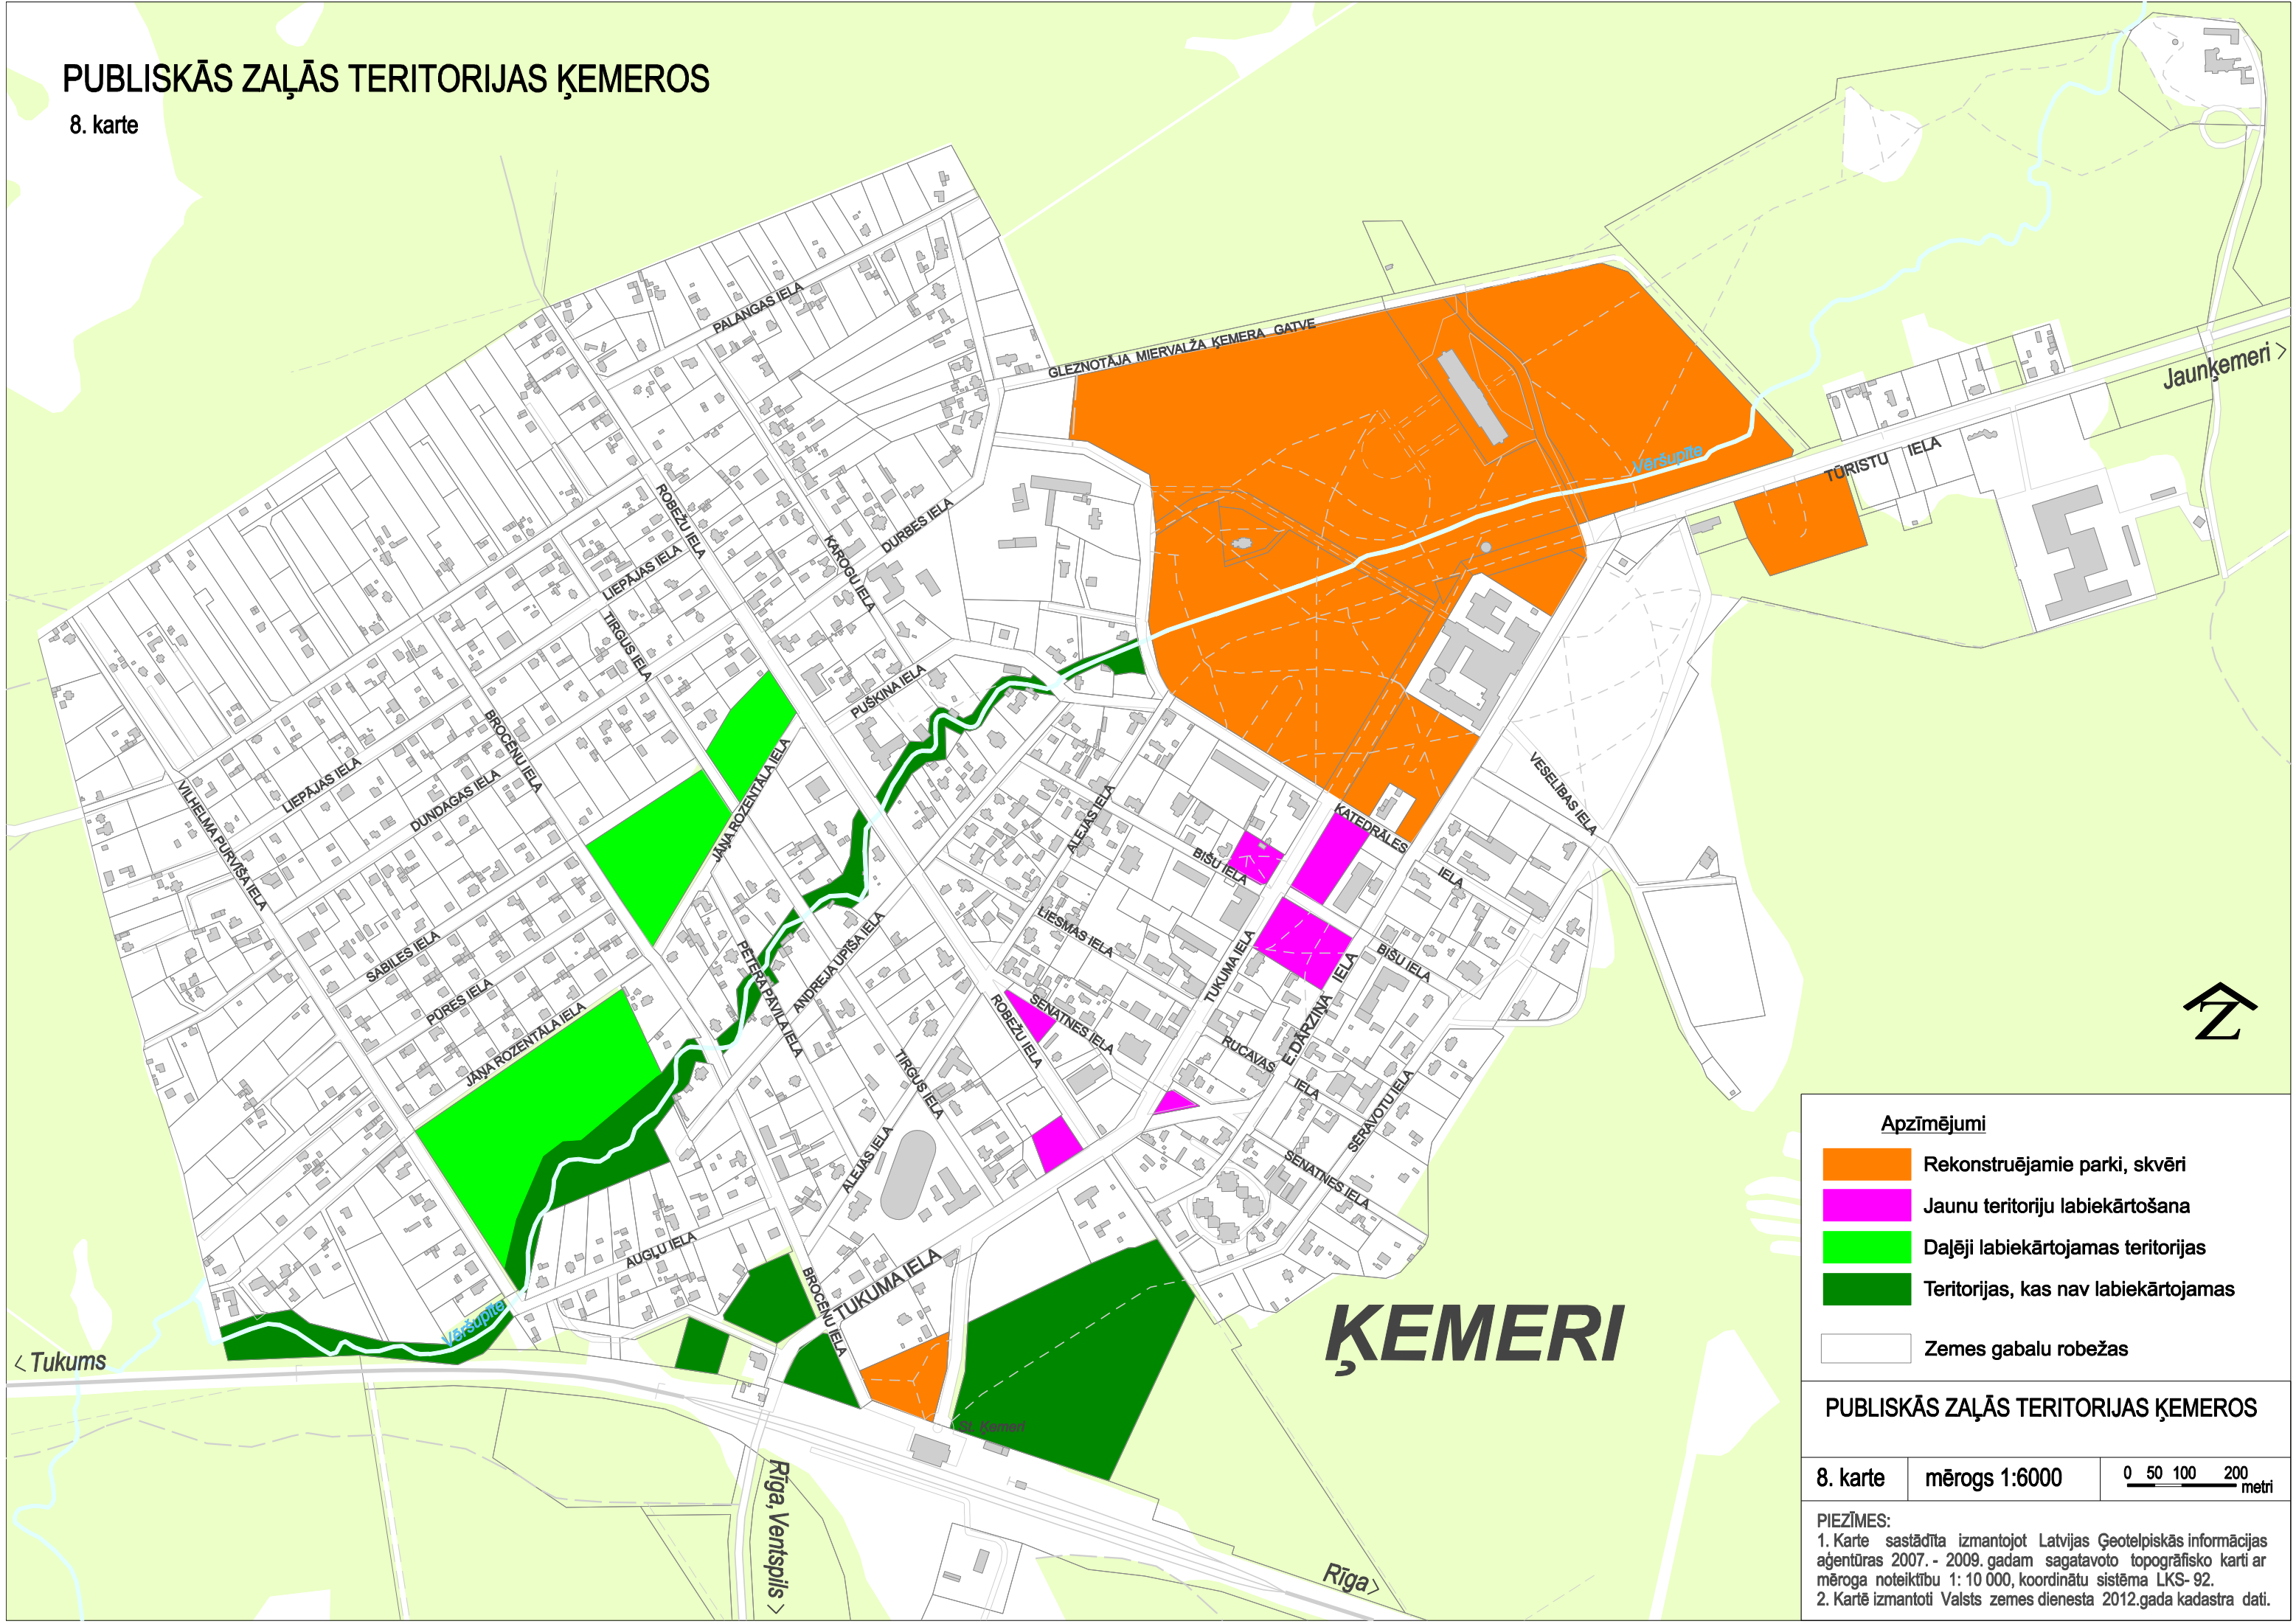 PUBLISKĀS ZAĻĀS TERITORIJAS ĶEMEROS
8. karte
PALANGAS IELA
GLEZNOTĀJA MIERVALŽA ĶEMERA GATVE
Jaunķemeri >
TŪRISTU IELA
Vēršupīte
ROBEŽU IELA
DURBES IELA
KAROGU IELA
LIEPĀJAS IELA
TIRGUS IELA
PUŠKINA IELA
BROCĒNU IELA
JĀŅA ROZENTĀLA IELA
LIEPĀJAS IELA
DUNDAGAS IELA
VILHELMA PURVĪŠA IELA
VESELĪBAS IELA
ALEJAS IELA
KATEDRĀLES
IELA
BIŠU IELA
LIESMAS IELA
SABILES IELA
PŪRES IELA
JĀŅA ROZENTĀLA IELA
PĒTERA PĀVILA IELA
ANDREJA UPĪŠA IELA
TUKUMA IELA
BIŠU IELA
E.DĀRZIŅA IELA
ROBEŽU IELA
SENATNES IELA
RUCAVAS
IELA
TIRGUS IELA
SĒRAVOTU IELA
ALEJAS IELA
SENATNES IELA
AUGĻU IELA
BROCĒNU IELA
TUKUMA IELA
Vēršupīte
< Tukums
ĶEMERI
St. Ķemeri
Rīga, Ventspils >
Rīga >
Z
Apzīmējumi
Rekonstruējamie parki, skvēri
Jaunu teritoriju labiekārtošana
Daļēji labiekārtojamas teritorijas
Teritorijas, kas nav labiekārtojamas
Zemes gabalu robežas
PUBLISKĀS ZAĻĀS TERITORIJAS ĶEMEROS
8. karte
mērogs 1:6000
0 50 100 200
metri
PIEZĪMES:
1. Karte sastādīta izmantojot Latvijas Ģeotelpiskās informācijas
aģentūras 2007. - 2009. gadam sagatavoto topogrāfisko karti ar
mēroga noteiktību 1: 10 000, koordinātu sistēma LKS- 92.
2. Kartē izmantoti Valsts zemes dienesta 2012.gada kadastra dati.